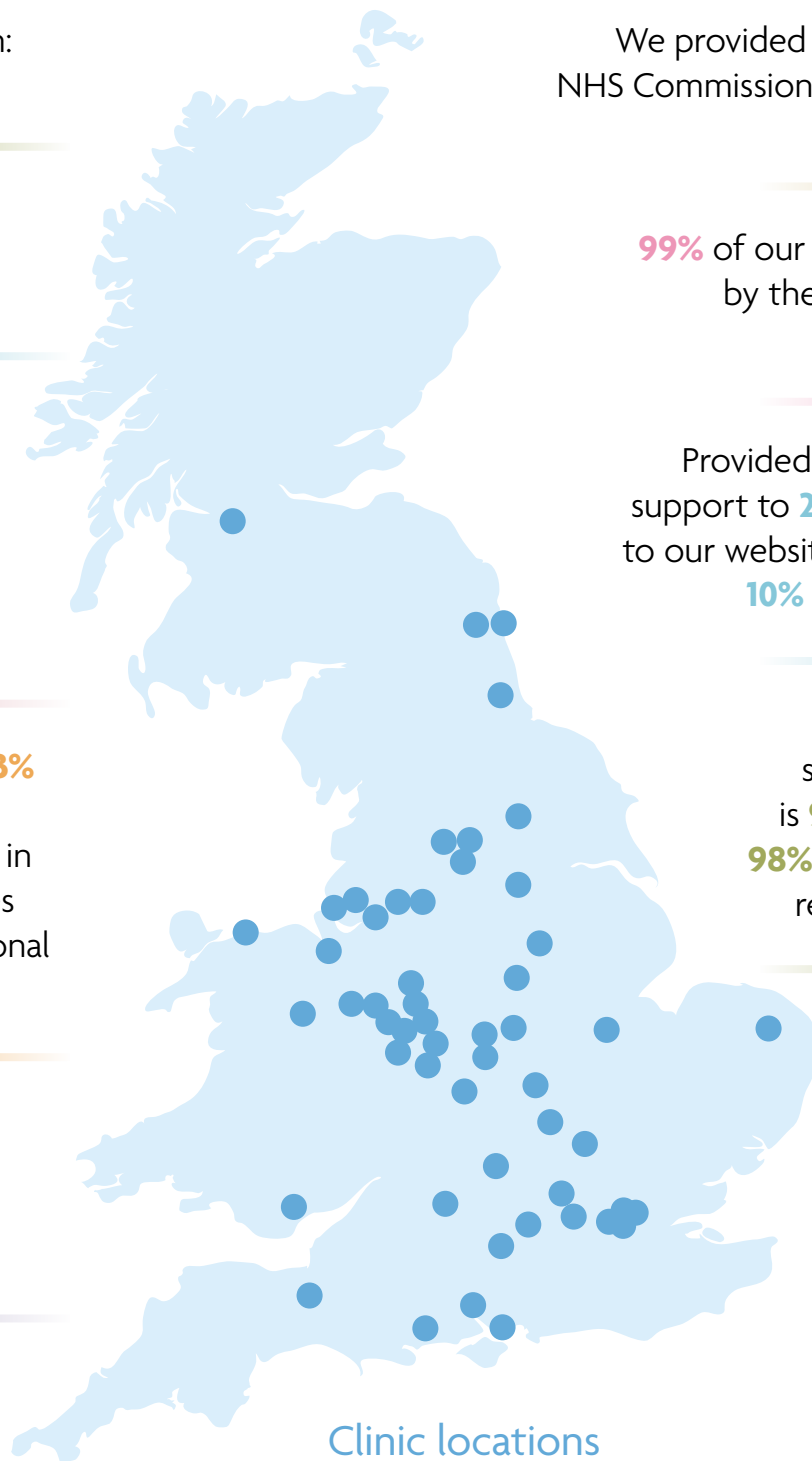 in
s
onal
We provided
NHS Commission
99% of our
by the
Provided
support to 2
to our websit
10%
s
is
98%
re
Clinic locations